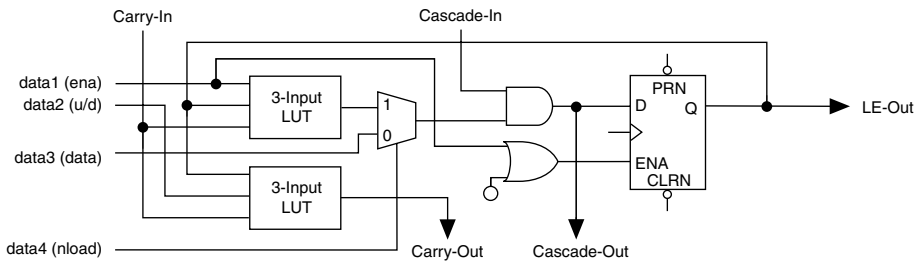 Carry-In
Cascade-In
data1 (ena)
data2 (u/d)
3-Input
LUT
1
0
PRN
D
Q
LE-Out
data3 (data)
ENA
CLRN
3-Input
LUT
data4 (nload)
Carry-Out
Cascade-Out